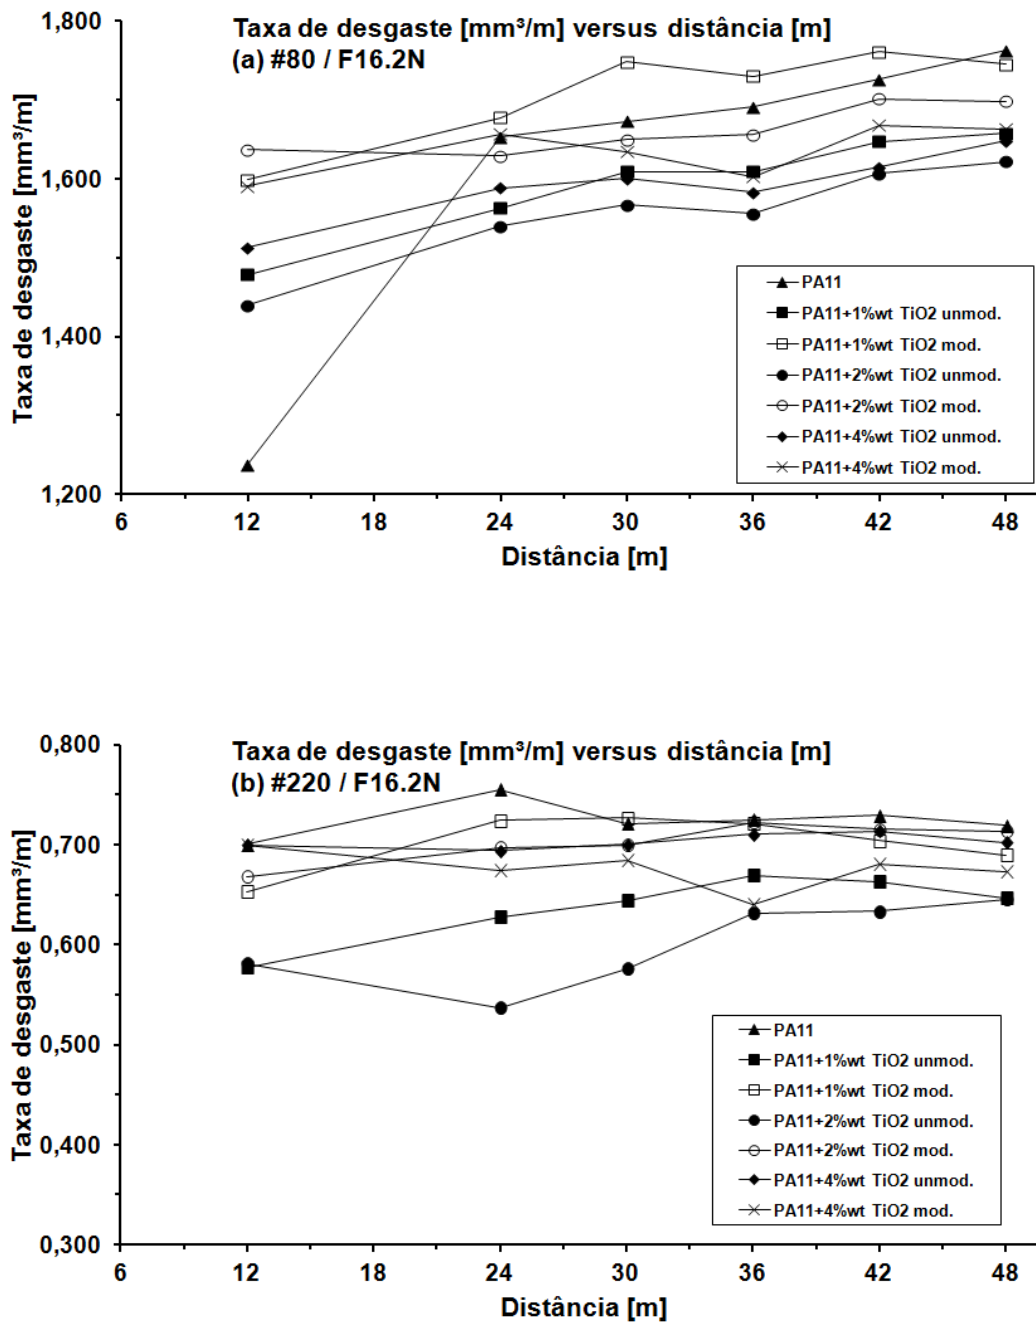 Taxa de desgaste [mm³/m] versus distância [m]
(a) #80 / F16.2N
Taxa de desgaste [mm³/m]
1,800
1,600
1,400
1,200
6
12
18
24
30
36
42
48
Distância [m]
PA11
PA11+1%wt TiO2 unmod.
PA11+1%wt TiO2 mod.
PA11+2%wt TiO2 unmod.
PA11+2%wt TiO2 mod.
PA11+4%wt TiO2 unmod.
PA11+4%wt TiO2 mod.
Taxa de desgaste [mm³/m] versus distância [m]
(b) #220 / F16.2N
Taxa de desgaste [mm³/m]
0,800
0,700
0,600
0,500
0,400
0,300
6
12
18
24
30
36
42
48
Distância [m]
PA11
PA11+1%wt TiO2 unmod.
PA11+1%wt TiO2 mod.
PA11+2%wt TiO2 unmod.
PA11+2%wt TiO2 mod.
PA11+4%wt TiO2 unmod.
PA11+4%wt TiO2 mod.